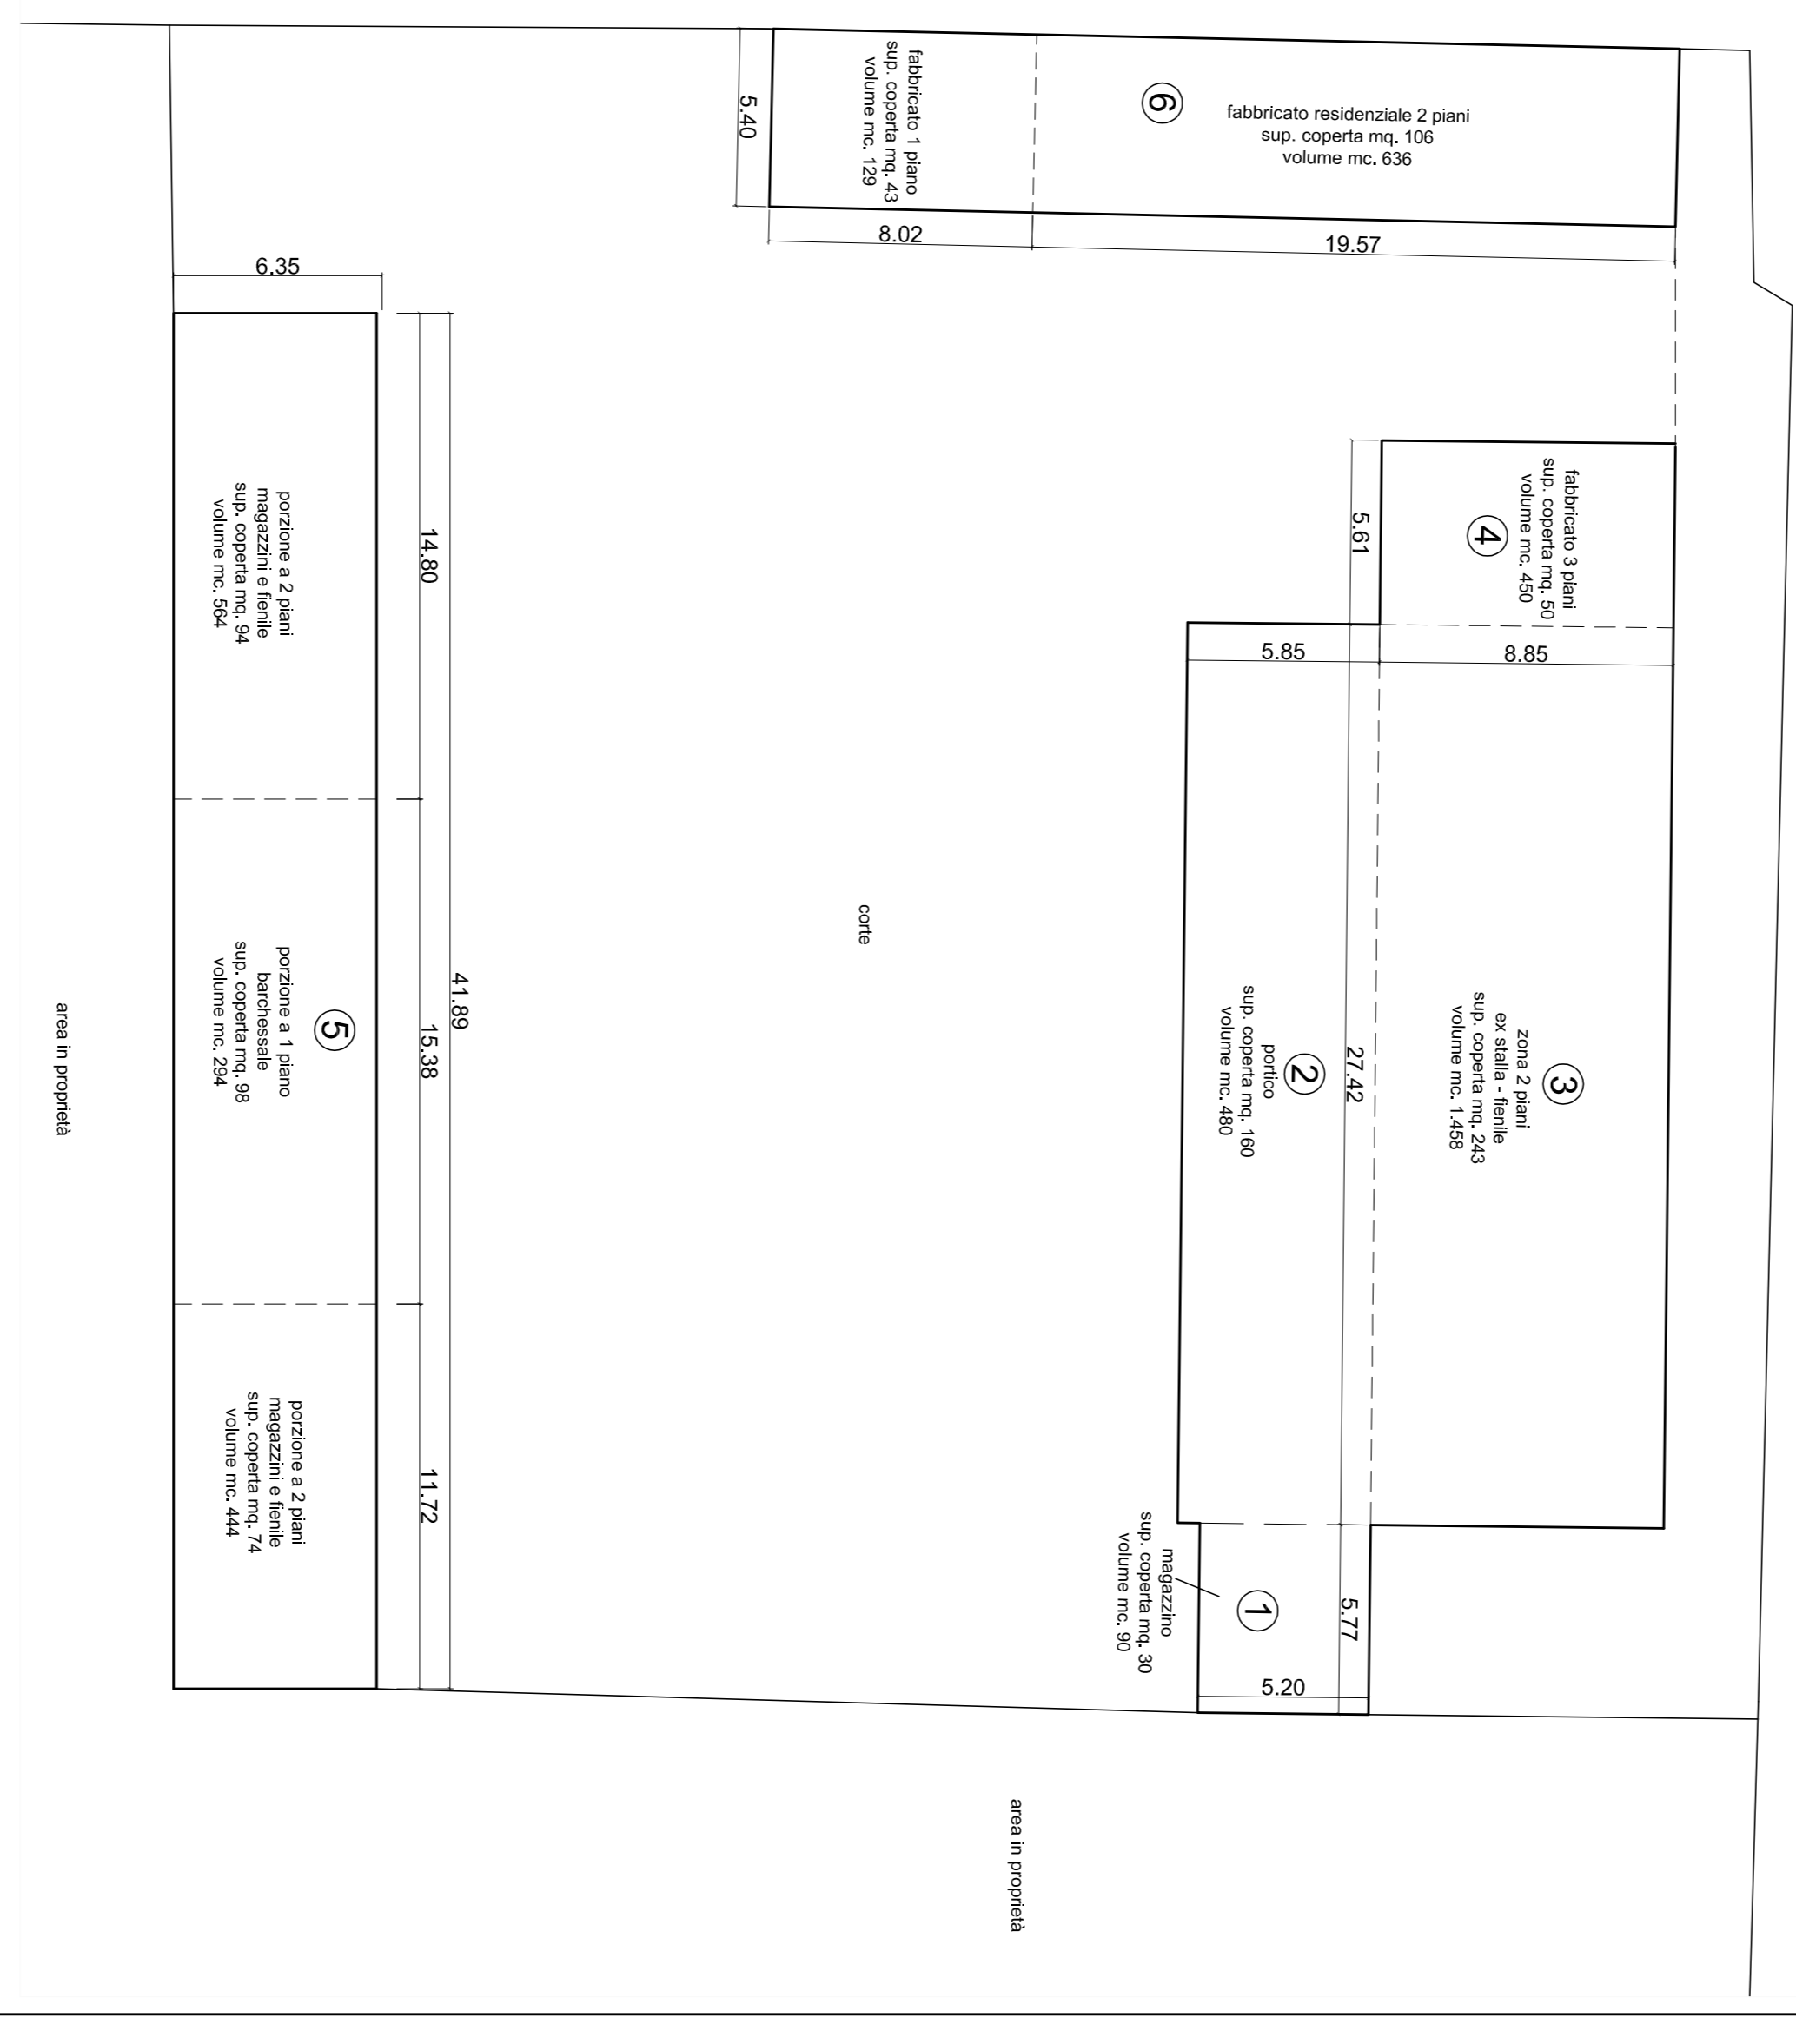 fabbricato 1 piano
sup. coperta mq. 43
volume mc. 129
6
fabbricato residenziale 2 piani
sup. coperta mq. 106
volume mc. 636
5.40
8.02
19.57
6.35
fabbricato 3 piani
sup. coperta mq. 50
volume mc. 450
4
5.61
5.85
8.85
porzione a 2 piani
magazzini e fienile
sup. coperta mq. 94
volume mc. 564
14.80
corte
41.89
15.38
porzione a 1 piano
barchessale
sup. coperta mq. 98
volume mc. 294
5
area in proprietà
3
zona 2 piani
ex stalla - fienile
sup. coperta mq. 243
volume mc. 1.458
27.42
2
portico
sup. coperta mq. 160
volume mc. 480
porzione a 2 piani
magazzini e fienile
sup. coperta mq. 74
volume mc. 444
11.72
magazzino
sup. coperta mq. 30
volume mc. 90
1
5.77
5.20
area in proprietà